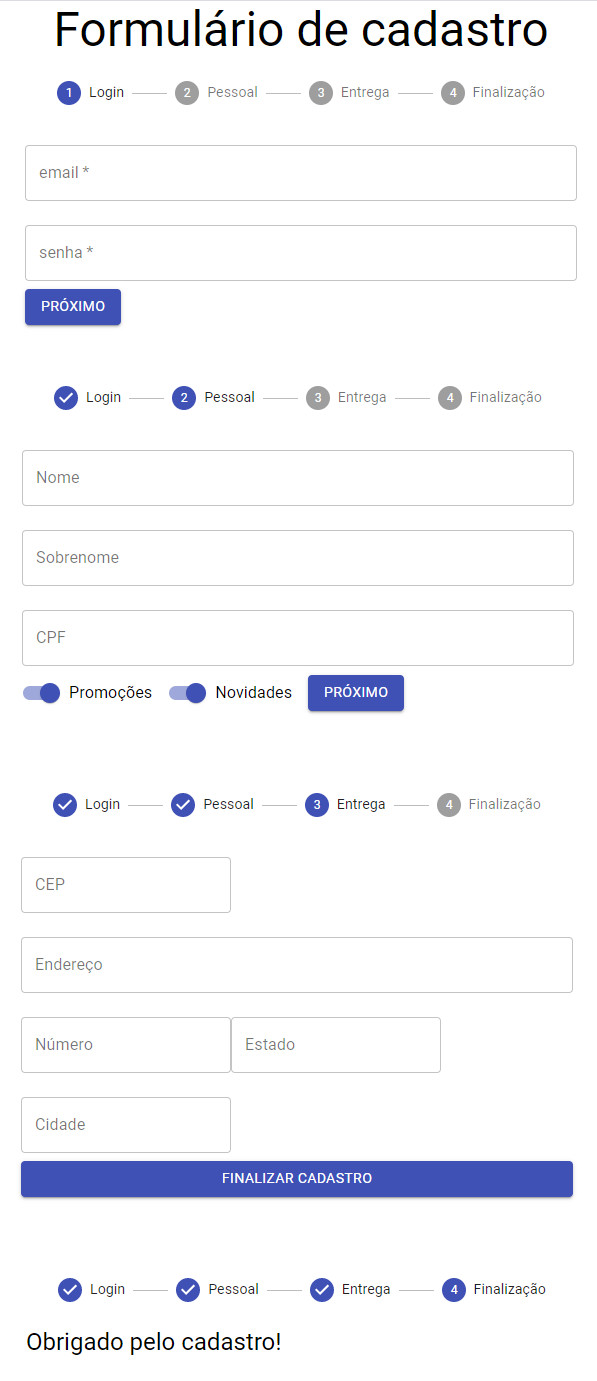 Formulário de cadastro
1 Login 2 Pessoal 3 Entrega 4 Finalização
email *
senha *
PRÓXIMO
Login 2 Pessoal 3 Entrega 4 Finalização
Nome
Sobrenome
CPF
Promoções Novidades PRÓXIMO
Login Pessoal 3 Entrega 4 Finalização
CEP
Endereço
Número Estado
Cidade
FINALIZAR CADASTRO
Login Pessoal Entrega 4 Finalização
Obrigado pelo cadastro!